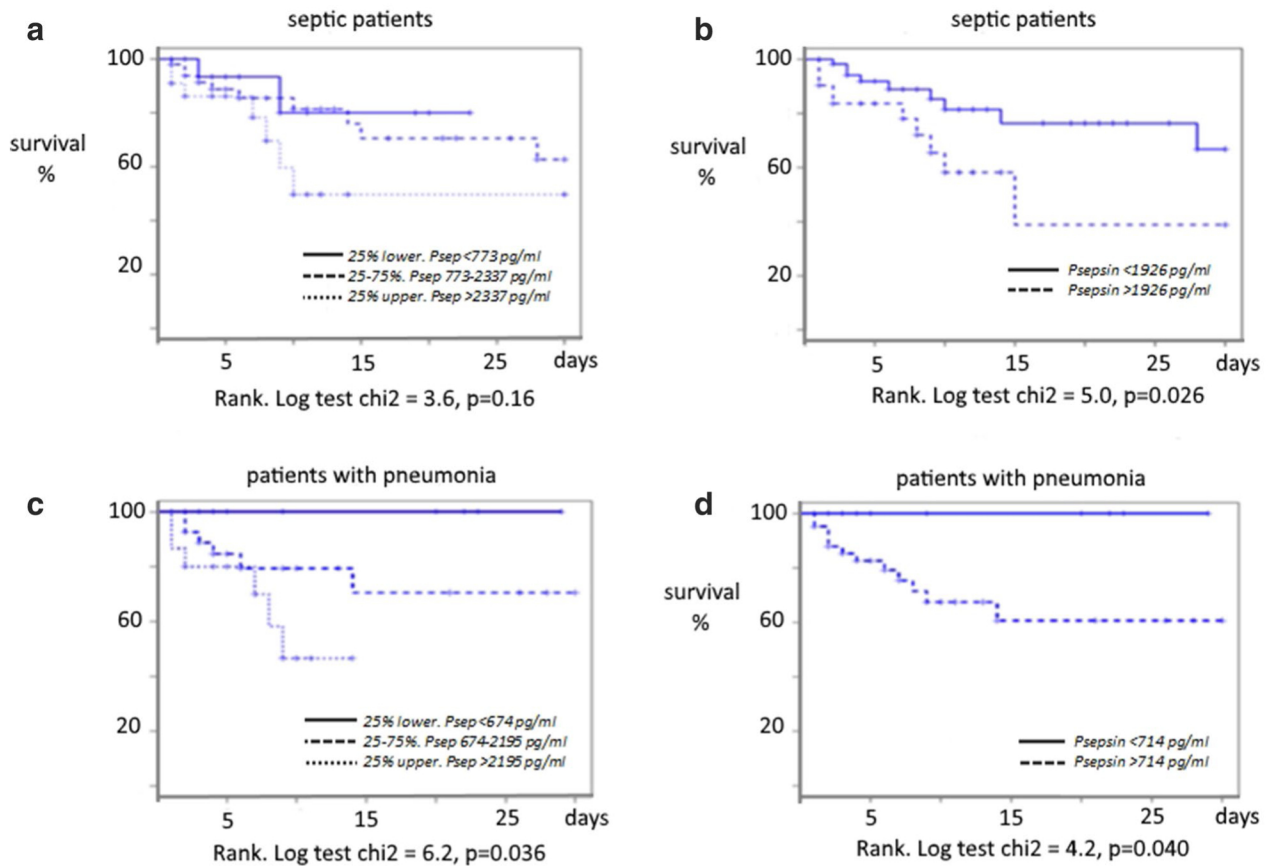 a
septic patients
100
survival
%
60
20
25% lower. Psep <773 pg/ml
25-75%. Psep 773-2337 pg/ml
25% upper. Psep >2337 pg/ml
5 15 25 days
Rank. Log test chi2 = 3.6, p=0.16
b
septic patients
100
survival
%
60
20
Psepsin <1926 pg/ml
Psepsin >1926 pg/ml
5 15 25 days
Rank. Log test chi2 = 5.0, p=0.026
c
patients with pneumonia
100
60
20
25% lower. Psep <674 pg/ml
25-75%. Psep 674-2195 pg/ml
25% upper. Psep >2195 pg/ml
5 15 25 days
Rank. Log test chi2 = 6.2, p=0.036
d
patients with pneumonia
100
survival
%
60
20
Psepsin <714 pg/ml
Psepsin >714 pg/ml
5 15 25 days
Rank. Log test chi2 = 4.2, p=0.040